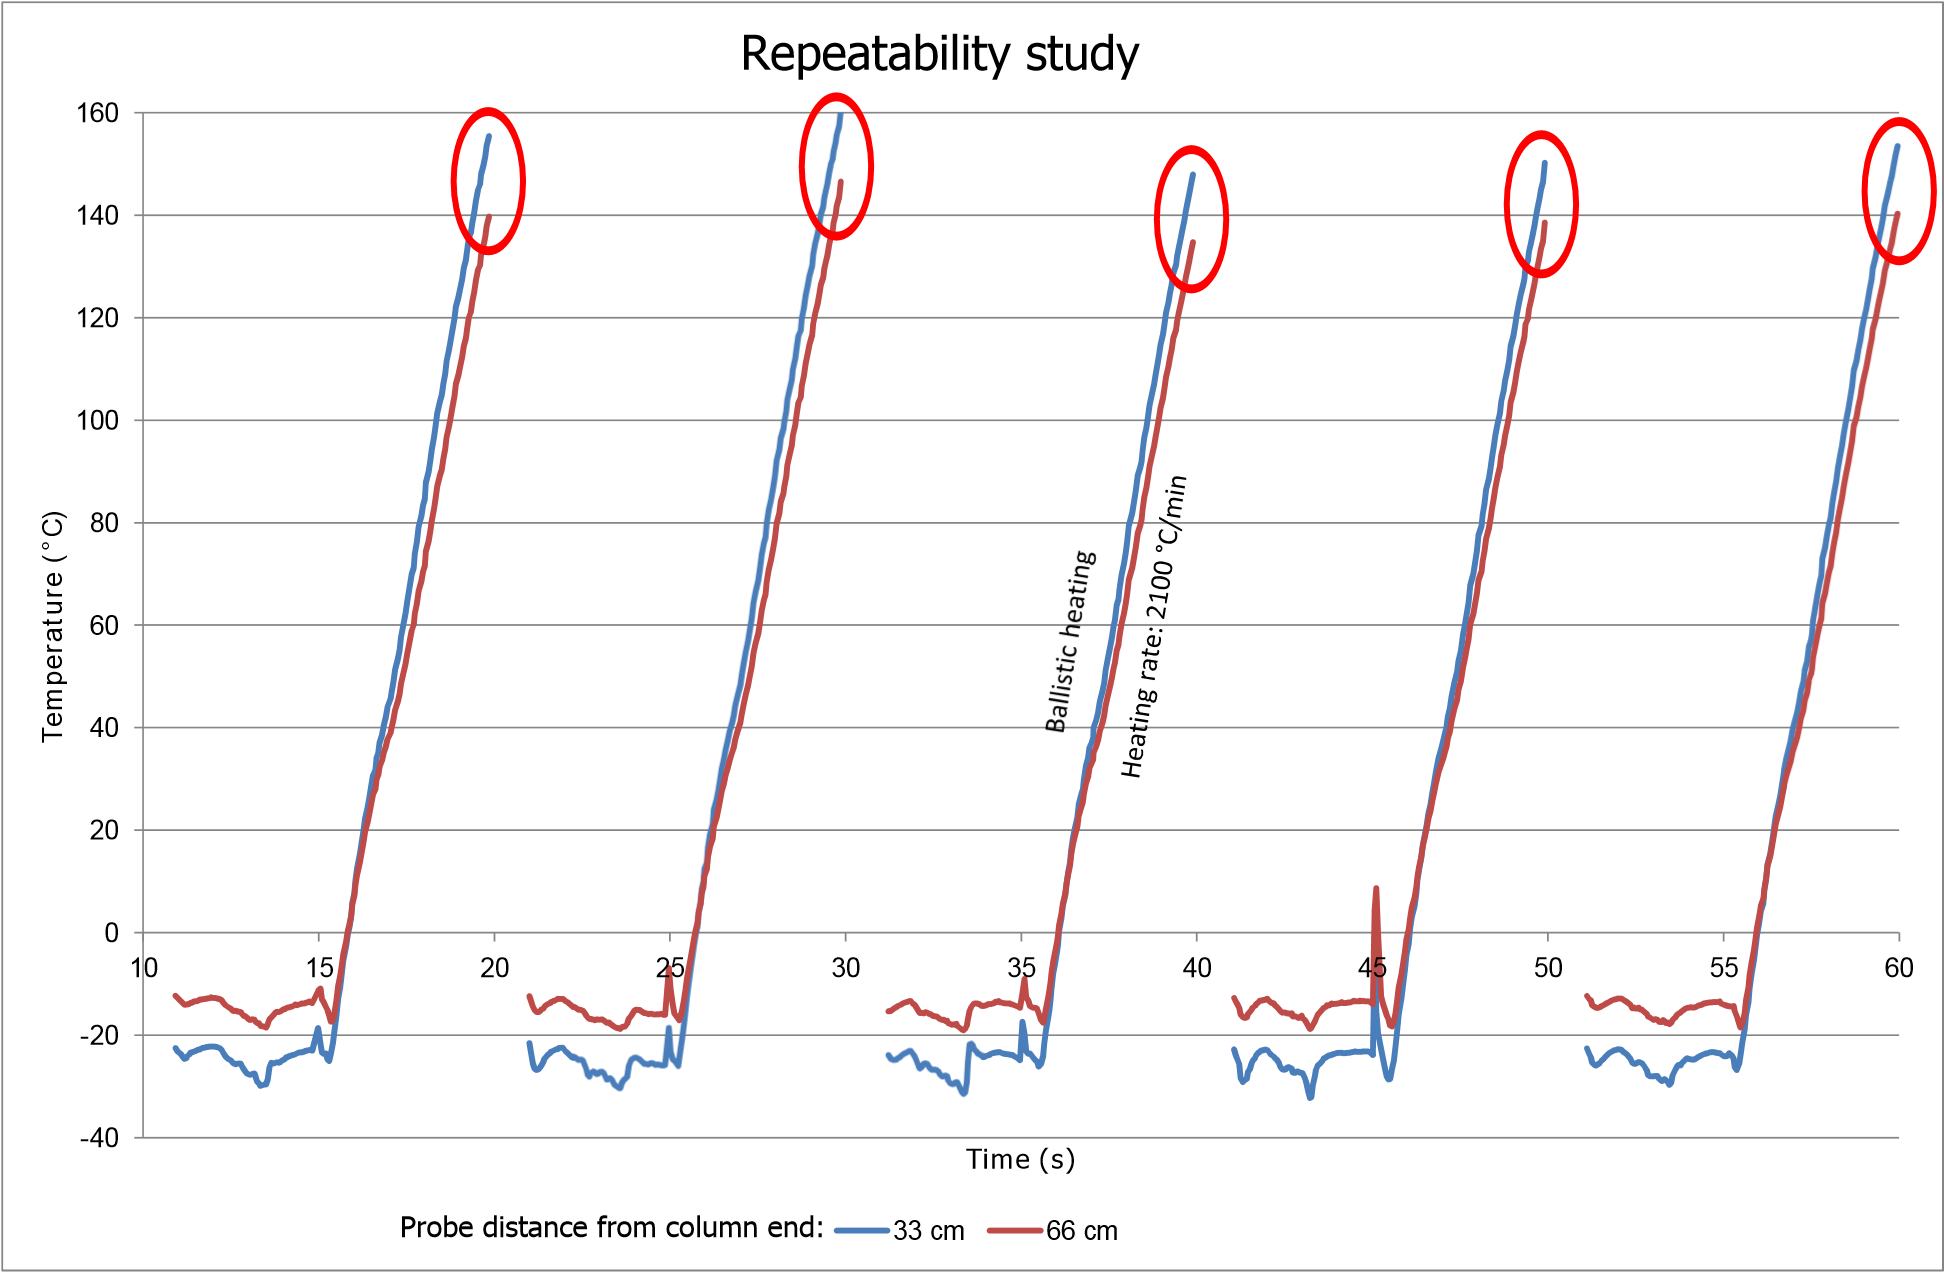 Repeatability study
160
140
120
100
80
60
40
20
0
-20
-40
Temperature (°C)
10 15 20 25 30 35 40 45 50 55 60
Ballistic heating
Heating rate: 2100 °C/min
Time (s)
Probe distance from column end: 33 cm 66 cm